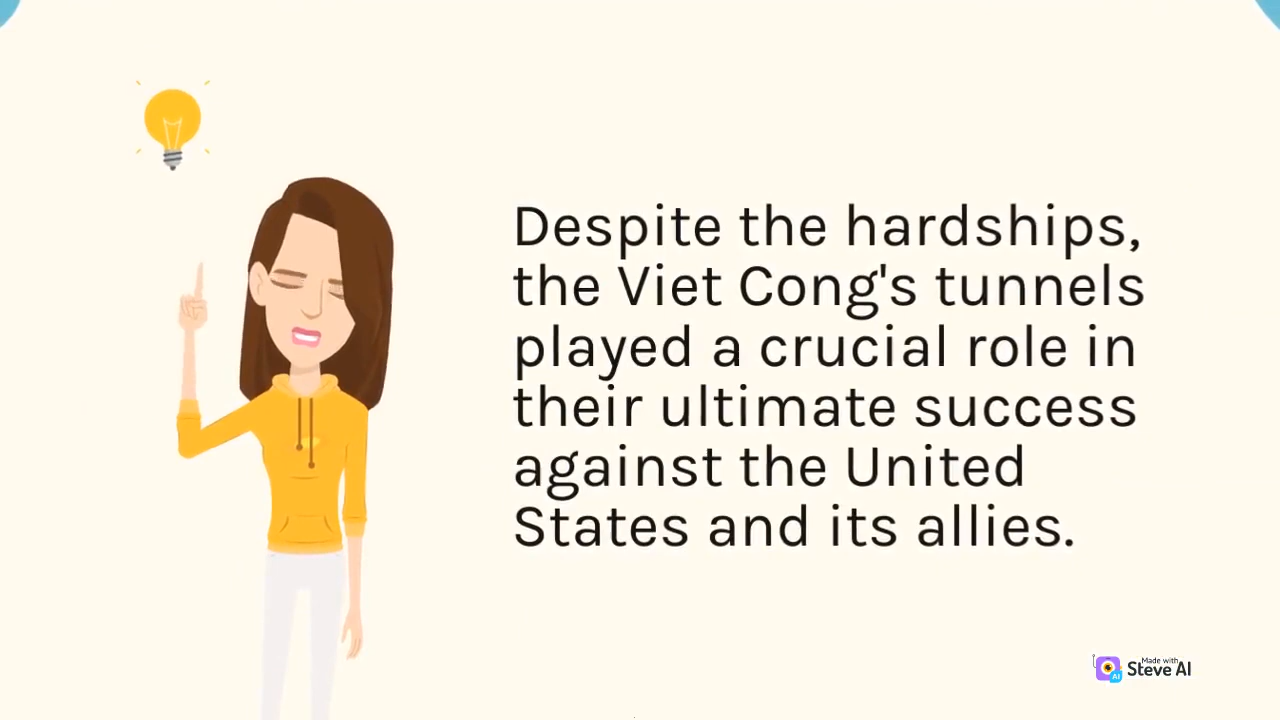 Despite the hardships,
the Viet Cong's tunnels
played a crucial role in
their ultimate success
against the United
States and its allies.
Made with
Steve AI
AI